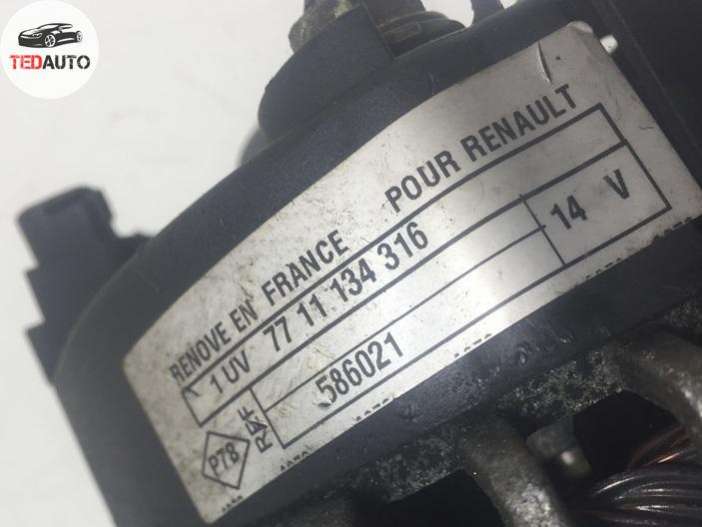 TEDAUTO
RENOVE EN FRANCE POUR RENAULT
1 UV 77 11 134 316 14 V
P78 REF 586021